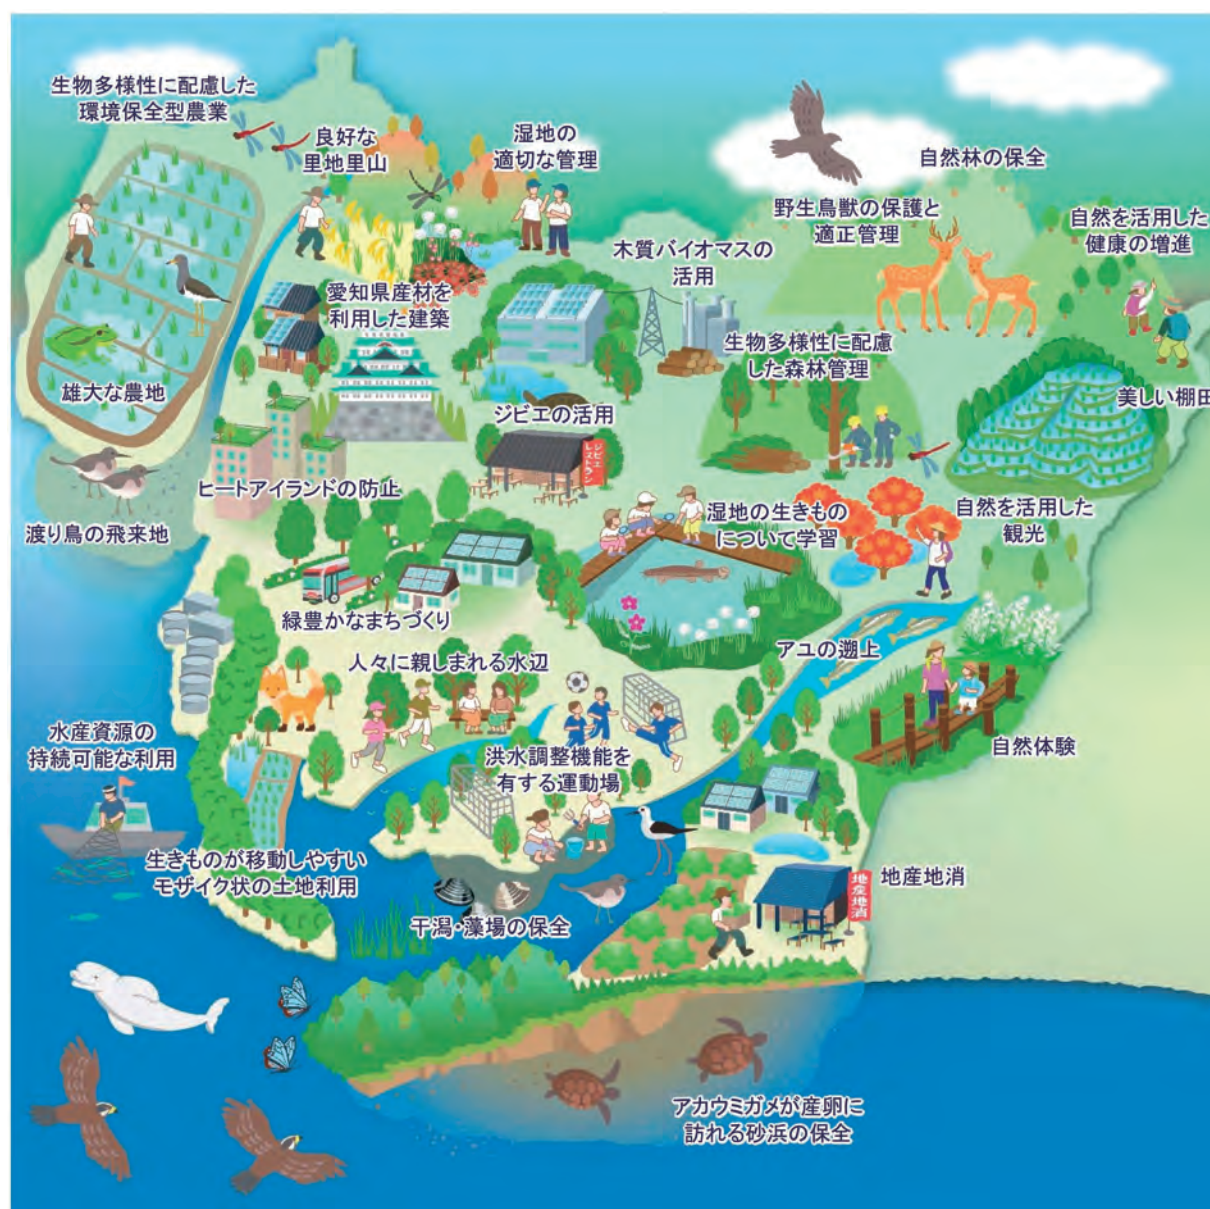 生物多様性に配慮した
環境保全型農業
良好な
里地里山
湿地の
適切な管理
自然林の保全
野生鳥獣の保護と
適正管理
自然を活用した
健康の増進
木質バイオマスの
活用
愛知県産材を
利用した建築
生物多様性に配慮
した森林管理
雄大な農地
ジビエの活用
美しい棚田
ジビエ
レストラン
ヒートアイランドの防止
渡り鳥の飛来地
湿地の生きもの
について学習
自然を活用した
観光
緑豊かなまちづくり
人々に親しまれる水辺
アユの遡上
水産資源の
持続可能な利用
洪水調整機能を
有する運動場
自然体験
生きものが移動しやすい
モザイク状の土地利用
地産地消
地産地消
干潟・藻場の保全
アカウミガメが産卵に
訪れる砂浜の保全